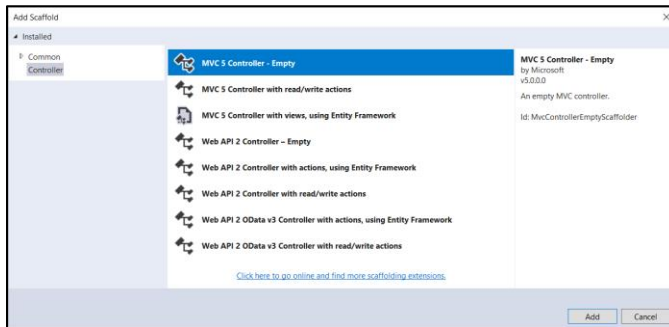 Add Scaffold
Installed
Common
Controller
MVC 5 Controller - Empty
MVC 5 Controller with read/write actions
MVC 5 Controller with views, using Entity Framework
Web API 2 Controller – Empty
Web API 2 Controller with actions, using Entity Framework
Web API 2 Controller with read/write actions
Web API 2 OData v3 Controller with actions, using Entity Framework
Web API 2 OData v3 Controller with read/write actions
Click here to go online and find more scaffolding extensions.
MVC 5 Controller - Empty
by Microsoft
v5.0.0.0
An empty MVC controller.
Id: MvcControllerEmptyScaffolder
Add
Cancel